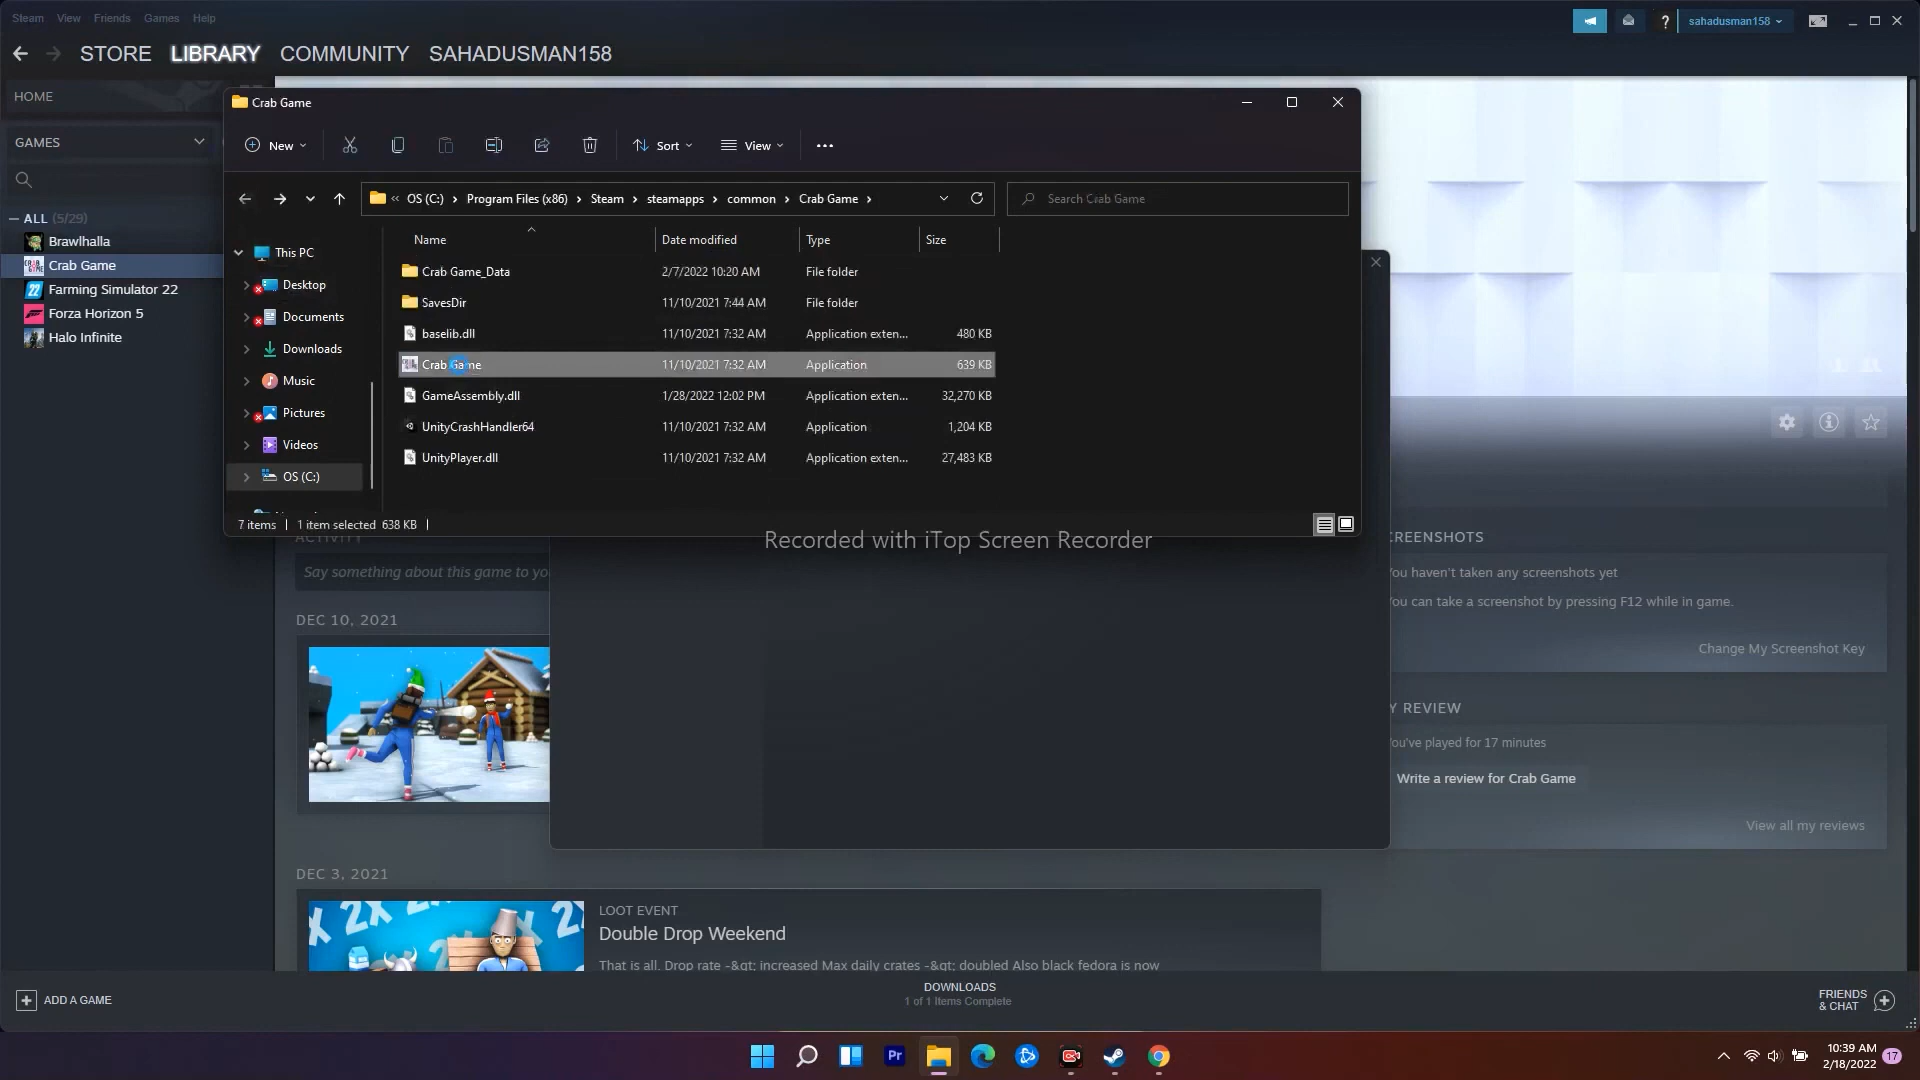 Steam View Friends Games Help
sahadusman158
STORE LIBRARY COMMUNITY SAHADUSMAN158
HOME
GAMES
ALL (5/29)
Brawlhalla
Crab Game
Farming Simulator 22
Forza Horizon 5
Halo Infinite
Crab Game
New Sort View
« OS (C:) › Program Files (x86) › Steam › steamapps › common › Crab Game ›
Search Crab Game
This PC
Desktop
Documents
Downloads
Music
Pictures
Videos
OS (C:)
Name Date modified Type Size
Crab Game_Data 2/7/2022 10:20 AM File folder
SavesDir 11/10/2021 7:44 AM File folder
baselib.dll 11/10/2021 7:32 AM Application exten... 480 KB
Crab Game 11/10/2021 7:32 AM Application 639 KB
GameAssembly.dll 1/28/2022 12:02 PM Application exten... 32,270 KB
UnityCrashHandler64 11/10/2021 7:32 AM Application 1,204 KB
UnityPlayer.dll 11/10/2021 7:32 AM Application exten... 27,483 KB
7 items 1 item selected 638 KB
Recorded with iTop Screen Recorder
ACTIVITY
Say something about this game to yo
DEC 10, 2021
DEC 3, 2021
2X 2X 2X
LOOT EVENT
Double Drop Weekend
That is all. Drop rate -&gt; increased Max daily crates -&gt; doubled Also black fedora is now
CREENSHOTS
You haven't taken any screenshots yet
You can take a screenshot by pressing F12 while in game.
Change My Screenshot Key
Y REVIEW
You've played for 17 minutes
Write a review for Crab Game
View all my reviews
ADD A GAME
DOWNLOADS
1 of 1 Items Complete
FRIENDS
& CHAT
Pr
10:39 AM
2/18/2022
17